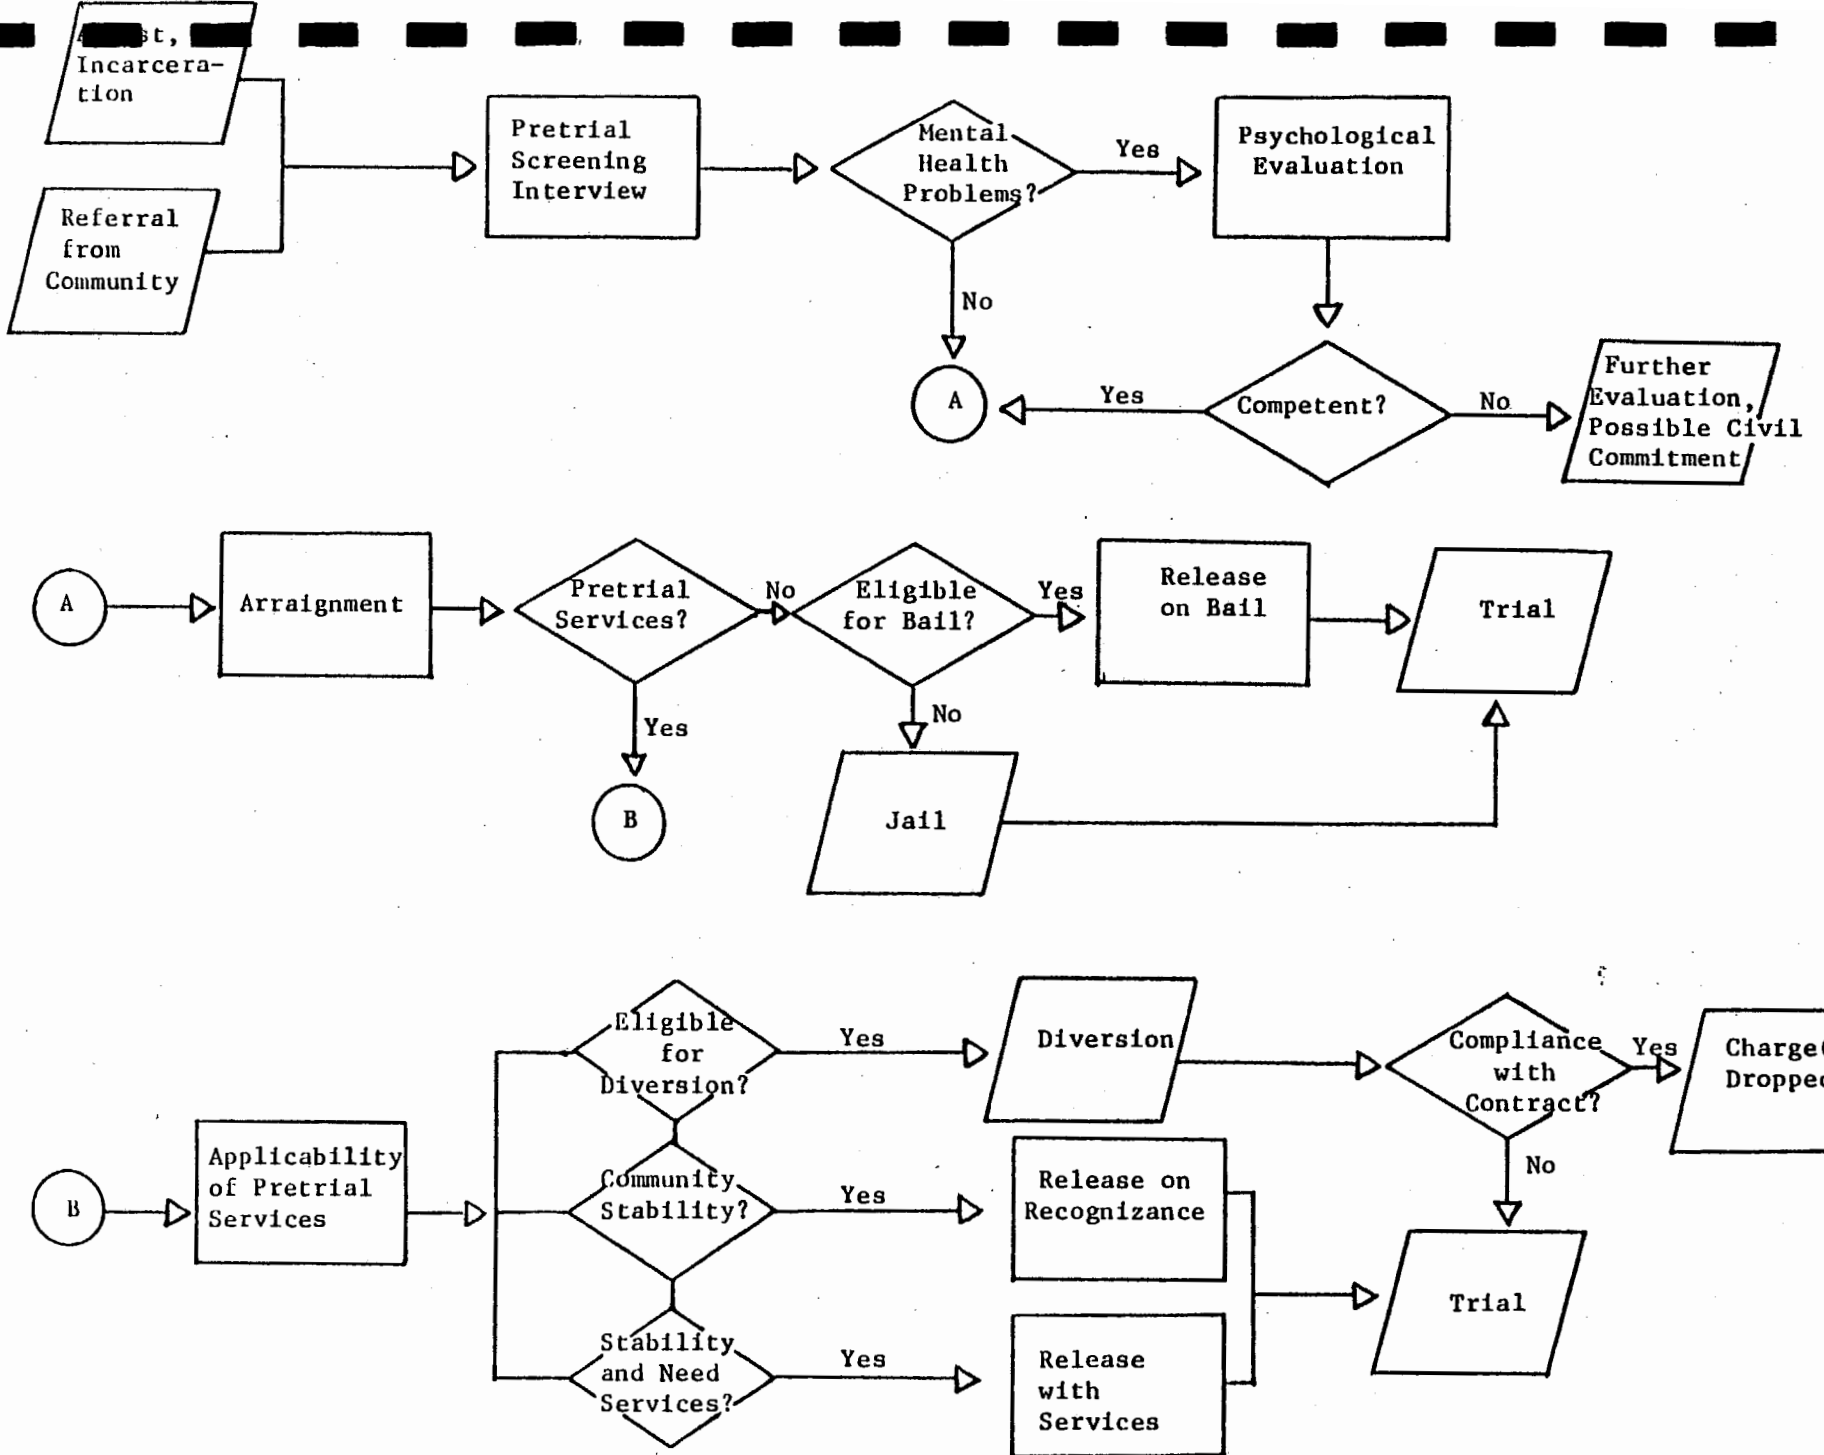 Incarcera-
tion
Referral
from
Community
Pretrial
Screening
Interview
Mental
Health
Problems?
Yes
No
Psychological
Evaluation
A
Yes
Competent?
No
Further
Evaluation,
Possible Civil
Commitment
A
Arraignment
Pretrial
Services?
No
Yes
B
Eligible
for Bail?
Yes
No
Jail
Release
on Bail
Trial
B
Applicability
of Pretrial
Services
Eligible
for
Diversion?
Yes
Diversion
Compliance
with
Contract?
Yes
No
Community
Stability?
Yes
Release on
Recognizance
Stability
and Need
Services?
Yes
Release
with
Services
Trial